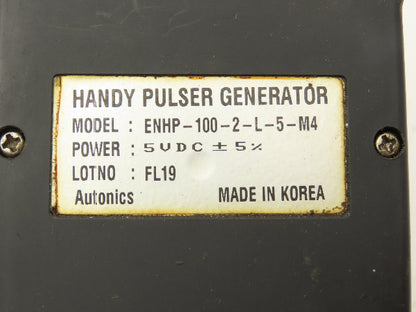 HANDY PULSER GENERATOR
MODEL : ENHP-100-2-L-5-M4
POWER : 5VDC ± 5%
LOTNO : FL19
Autonics MADE IN KOREA